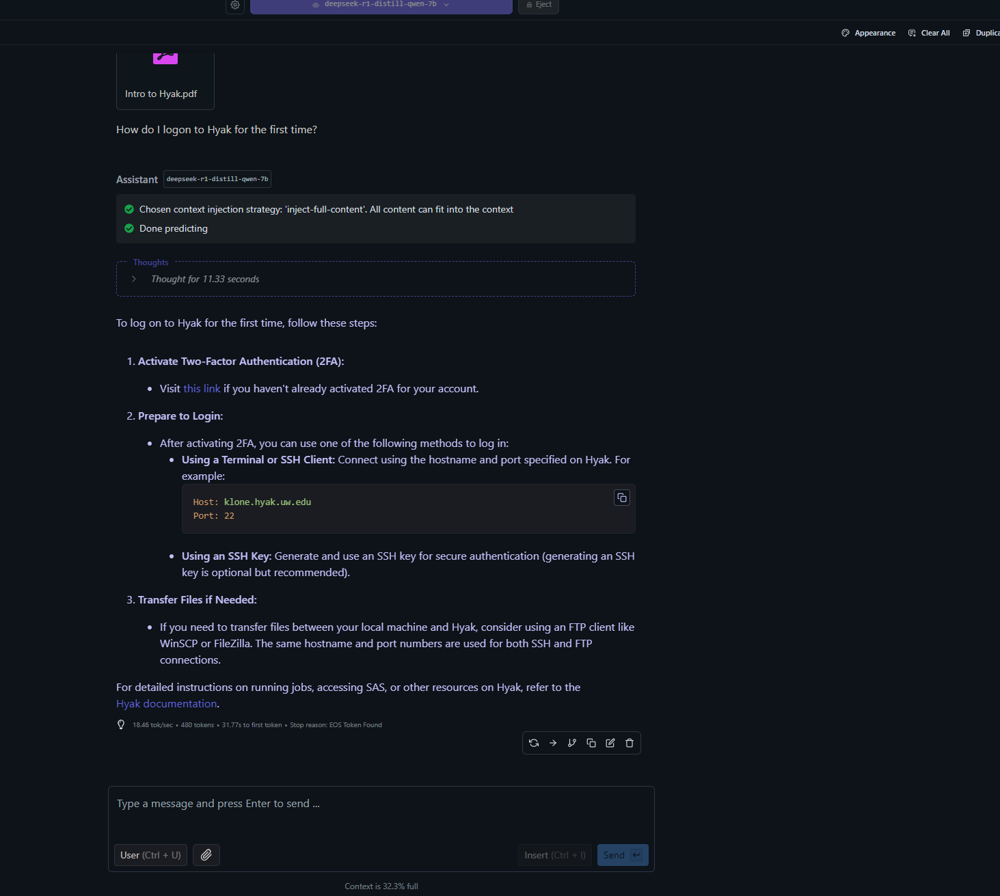 deepseek-r1-distill-qwen-7b
Eject
Appearance
Clear All
Duplica
Intro to Hyak.pdf
How do I logon to Hyak for the first time?
Assistant deepseek-r1-distill-qwen-7b
Chosen context injection strategy: 'inject-full-content'. All content can fit into the context
Done predicting
Thoughts
Thought for 11.33 seconds
To log on to Hyak for the first time, follow these steps:
1. Activate Two-Factor Authentication (2FA):
• Visit this link if you haven't already activated 2FA for your account.
2. Prepare to Login:
• After activating 2FA, you can use one of the following methods to log in:
• Using a Terminal or SSH Client: Connect using the hostname and port specified on Hyak. For
example:
Host: klone.hyak.uw.edu
Port: 22
• Using an SSH Key: Generate and use an SSH key for secure authentication (generating an SSH
key is optional but recommended).
3. Transfer Files if Needed:
• If you need to transfer files between your local machine and Hyak, consider using an FTP client like
WinSCP or FileZilla. The same hostname and port numbers are used for both SSH and FTP
connections.
For detailed instructions on running jobs, accessing SAS, or other resources on Hyak, refer to the
Hyak documentation.
18.46 tok/sec • 480 tokens • 31.77s to first token • Stop reason: EOS Token Found
Type a message and press Enter to send ...
User (Ctrl + U)
Insert (Ctrl + I)
Send
Context is 32.3% full